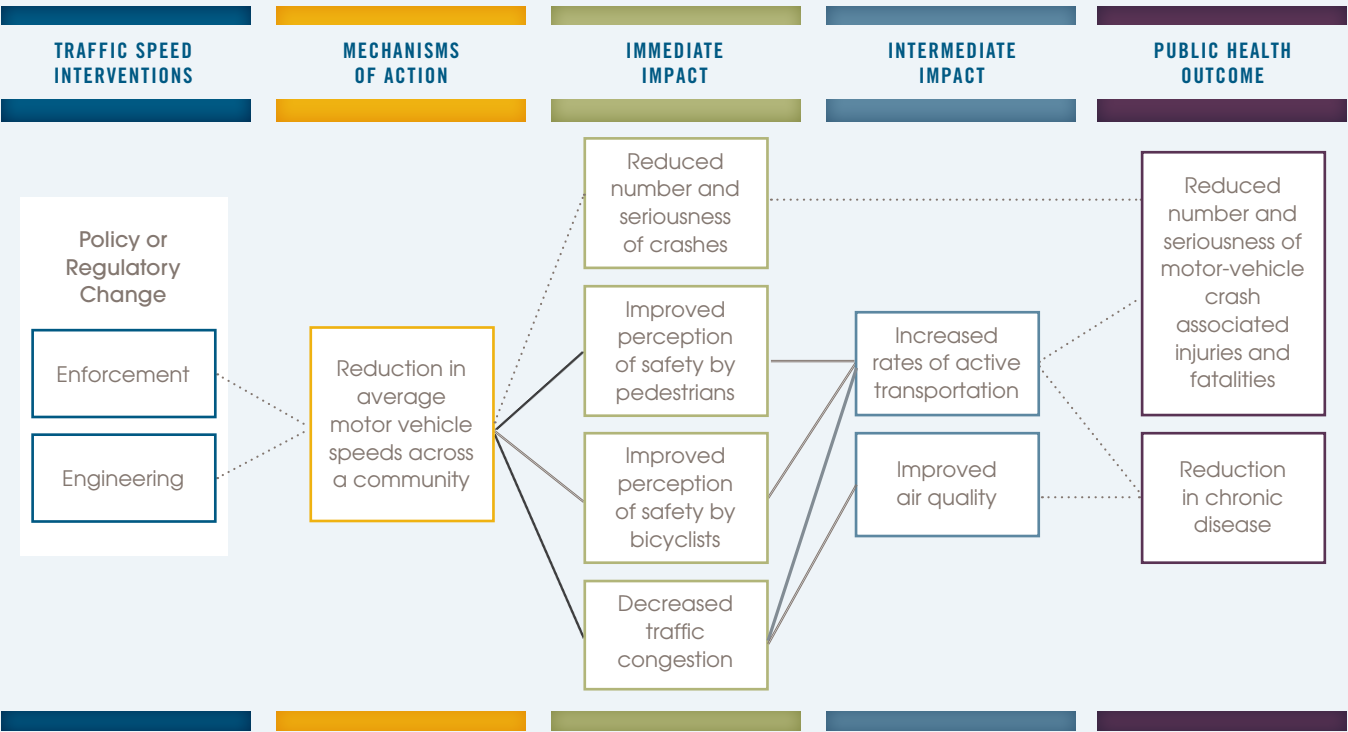 TRAFFIC SPEED
INTERVENTIONS
MECHANISMS
OF ACTION
IMMEDIATE
IMPACT
INTERMEDIATE
IMPACT
PUBLIC HEALTH
OUTCOME
Policy or
Regulatory
Change
Enforcement
Engineering
Reduction in
average
motor vehicle
speeds across
a community
Reduced
number and
seriousness
of crashes
Improved
perception
of safety by
pedestrians
Improved
perception
of safety by
bicyclists
Decreased
traffic
congestion
Increased
rates of active
transportation
Improved
air quality
Reduced
number and
seriousness of
motor-vehicle
crash
associated
injuries and
fatalities
Reduction
in chronic
disease